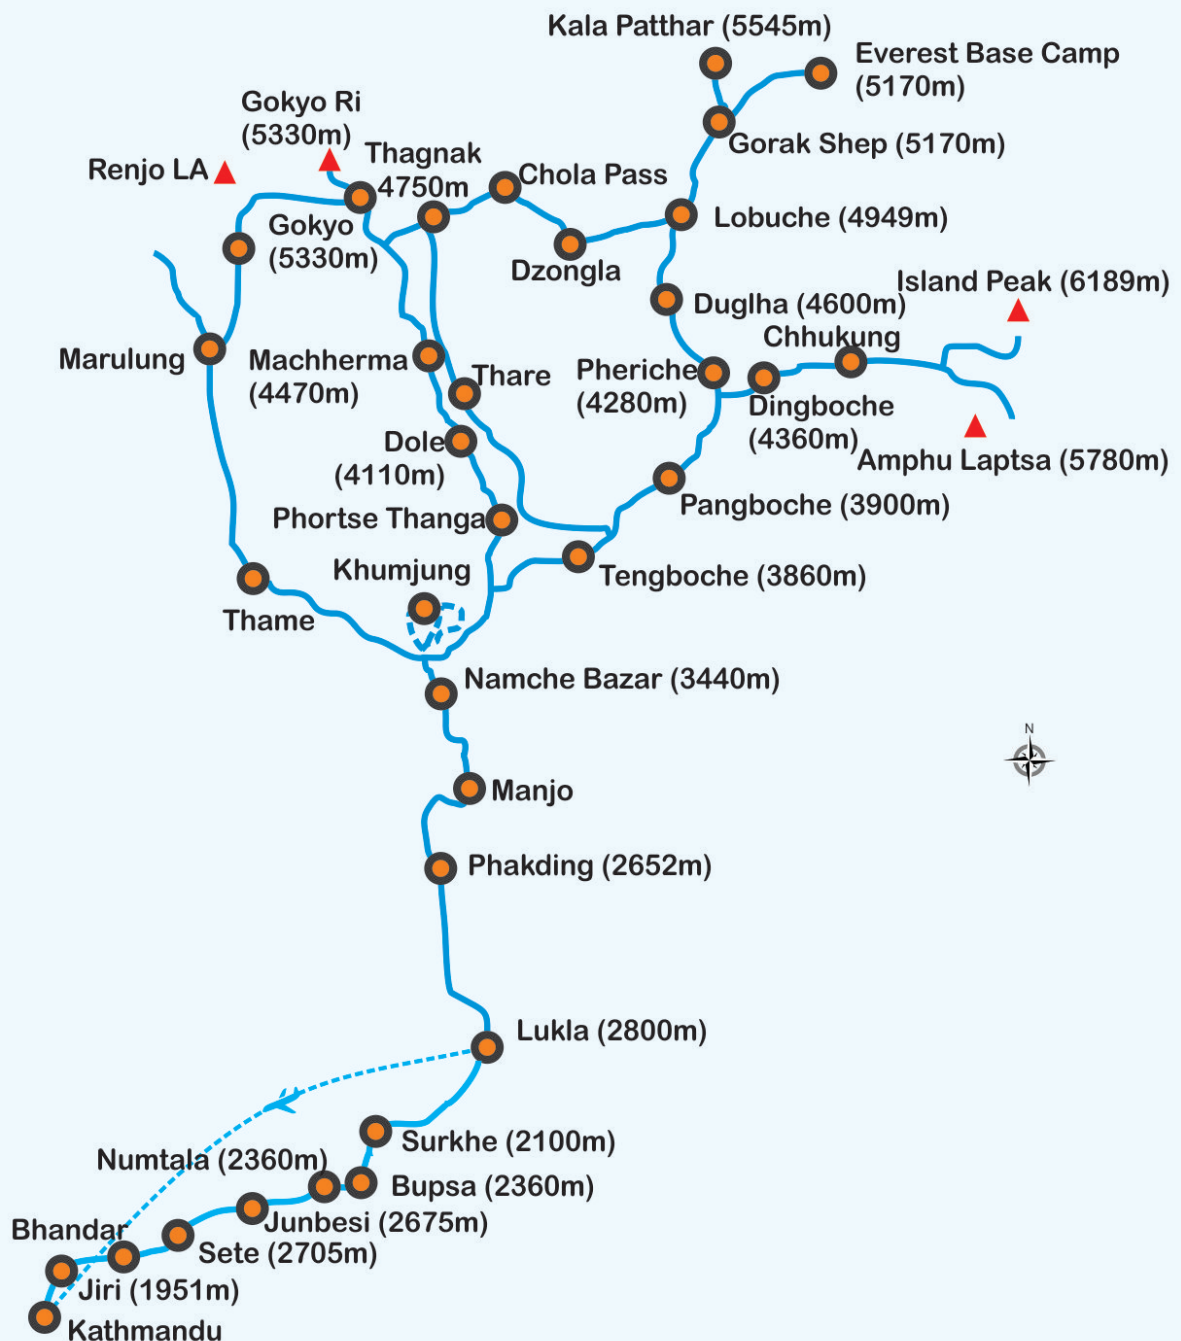 Kala Patthar (5545m)
Everest Base Camp
(5170m)
Gokyo Ri
(5330m)
Thagnak
4750m
Gorak Shep (5170m)
Renjo LA
Chola Pass
Lobuche (4949m)
Gokyo
(5330m)
Dzongla
Island Peak (6189m)
Duglha (4600m)
Chhukung
Marulung
Machherma
(4470m)
Thare
Pheriche
(4280m)
Dingboche
(4360m)
Dole
(4110m)
Amphu Laptsa (5780m)
Pangboche (3900m)
Phortse Thanga
Khumjung
Tengboche (3860m)
Thame
Namche Bazar (3440m)
N
Manjo
Phakding (2652m)
Lukla (2800m)
Surkhe (2100m)
Numtala (2360m)
Bupsa (2360m)
Junbesi (2675m)
Bhandar
Sete (2705m)
Jiri (1951m)
Kathmandu